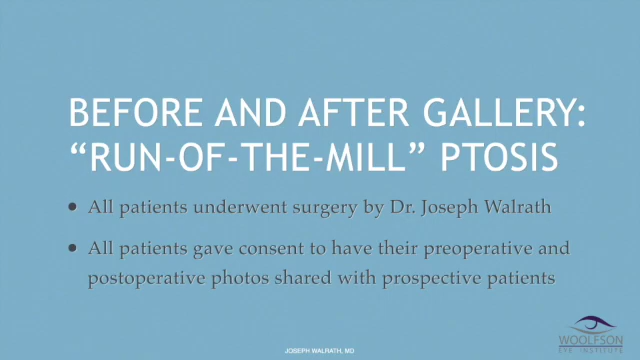 BEFORE AND AFTER GALLERY:
“RUN-OF-THE-MILL” PTOSIS
• All patients underwent surgery by Dr. Joseph Walrath
• All patients gave consent to have their preoperative and
postoperative photos shared with prospective patients
WOOLFSON
EYE INSTITUTE
JOSEPH WALRATH, MD